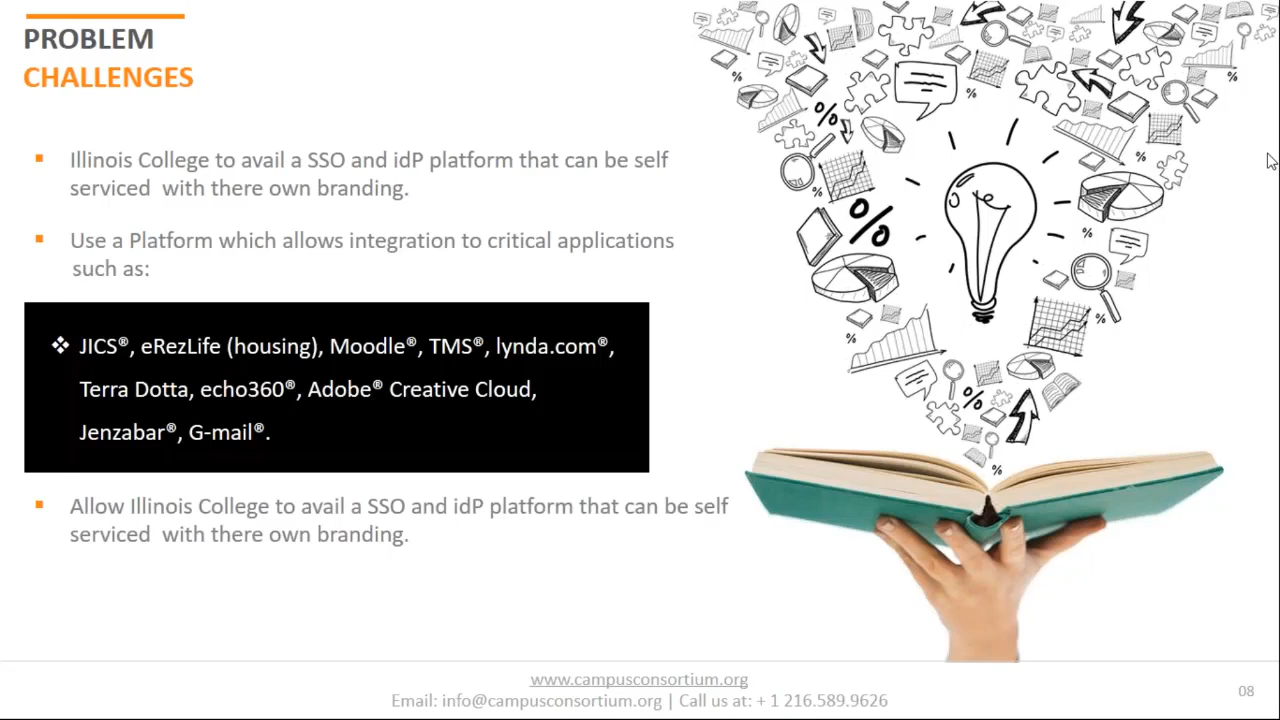 PROBLEM
CHALLENGES
▪ Illinois College to avail a SSO and idP platform that can be self
serviced  with there own branding.
▪ Use a Platform which allows integration to critical applications
such as:
❖ JICS®, eRezLife (housing), Moodle®, TMS®, lynda.com®,
Terra Dotta, echo360®, Adobe® Creative Cloud,
Jenzabar®, G-mail®.
▪ Allow Illinois College to avail a SSO and idP platform that can be self
serviced  with there own branding.
www.campusconsortium.org
Email: info@campusconsortium.org | Call us at: + 1 216.589.9626
08